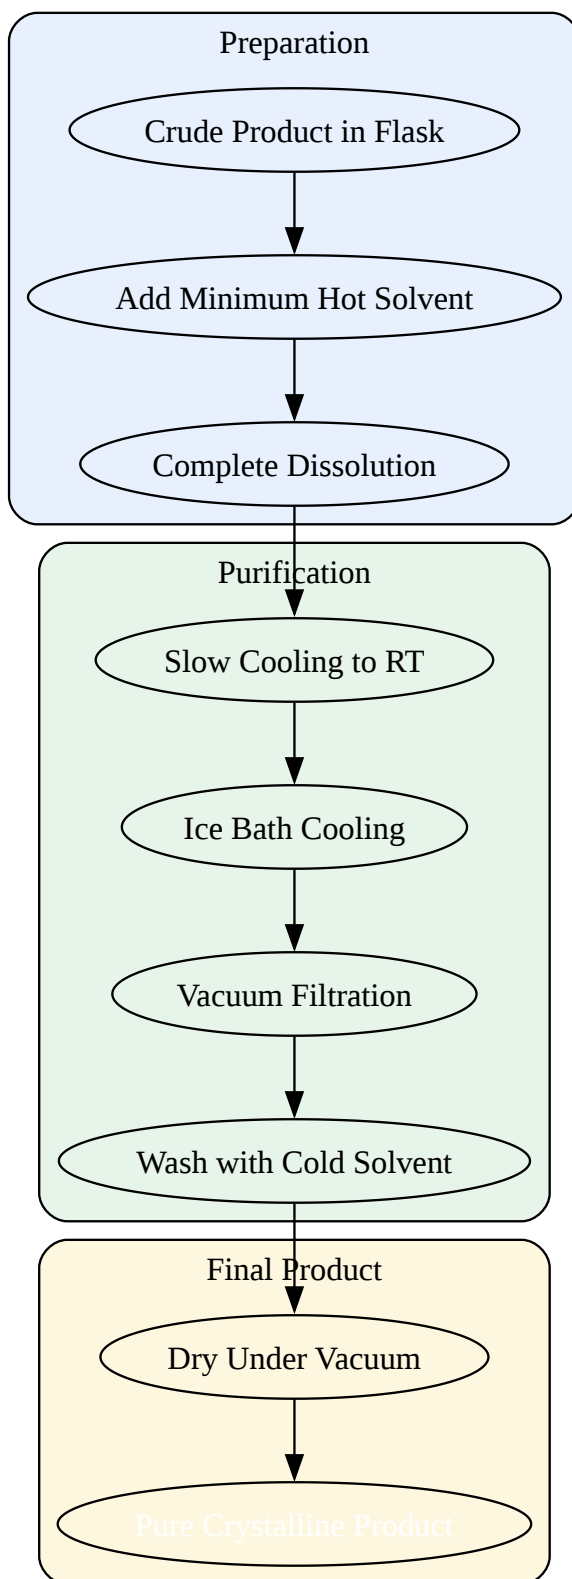 Preparation
Crude Product in Flask
Add Minimum Hot Solvent
Complete Dissolution
Purification
Slow Cooling to RT
Ice Bath Cooling
Vacuum Filtration
Wash with Cold Solvent
Final Product
Dry Under Vacuum
Pure Crystalline Product